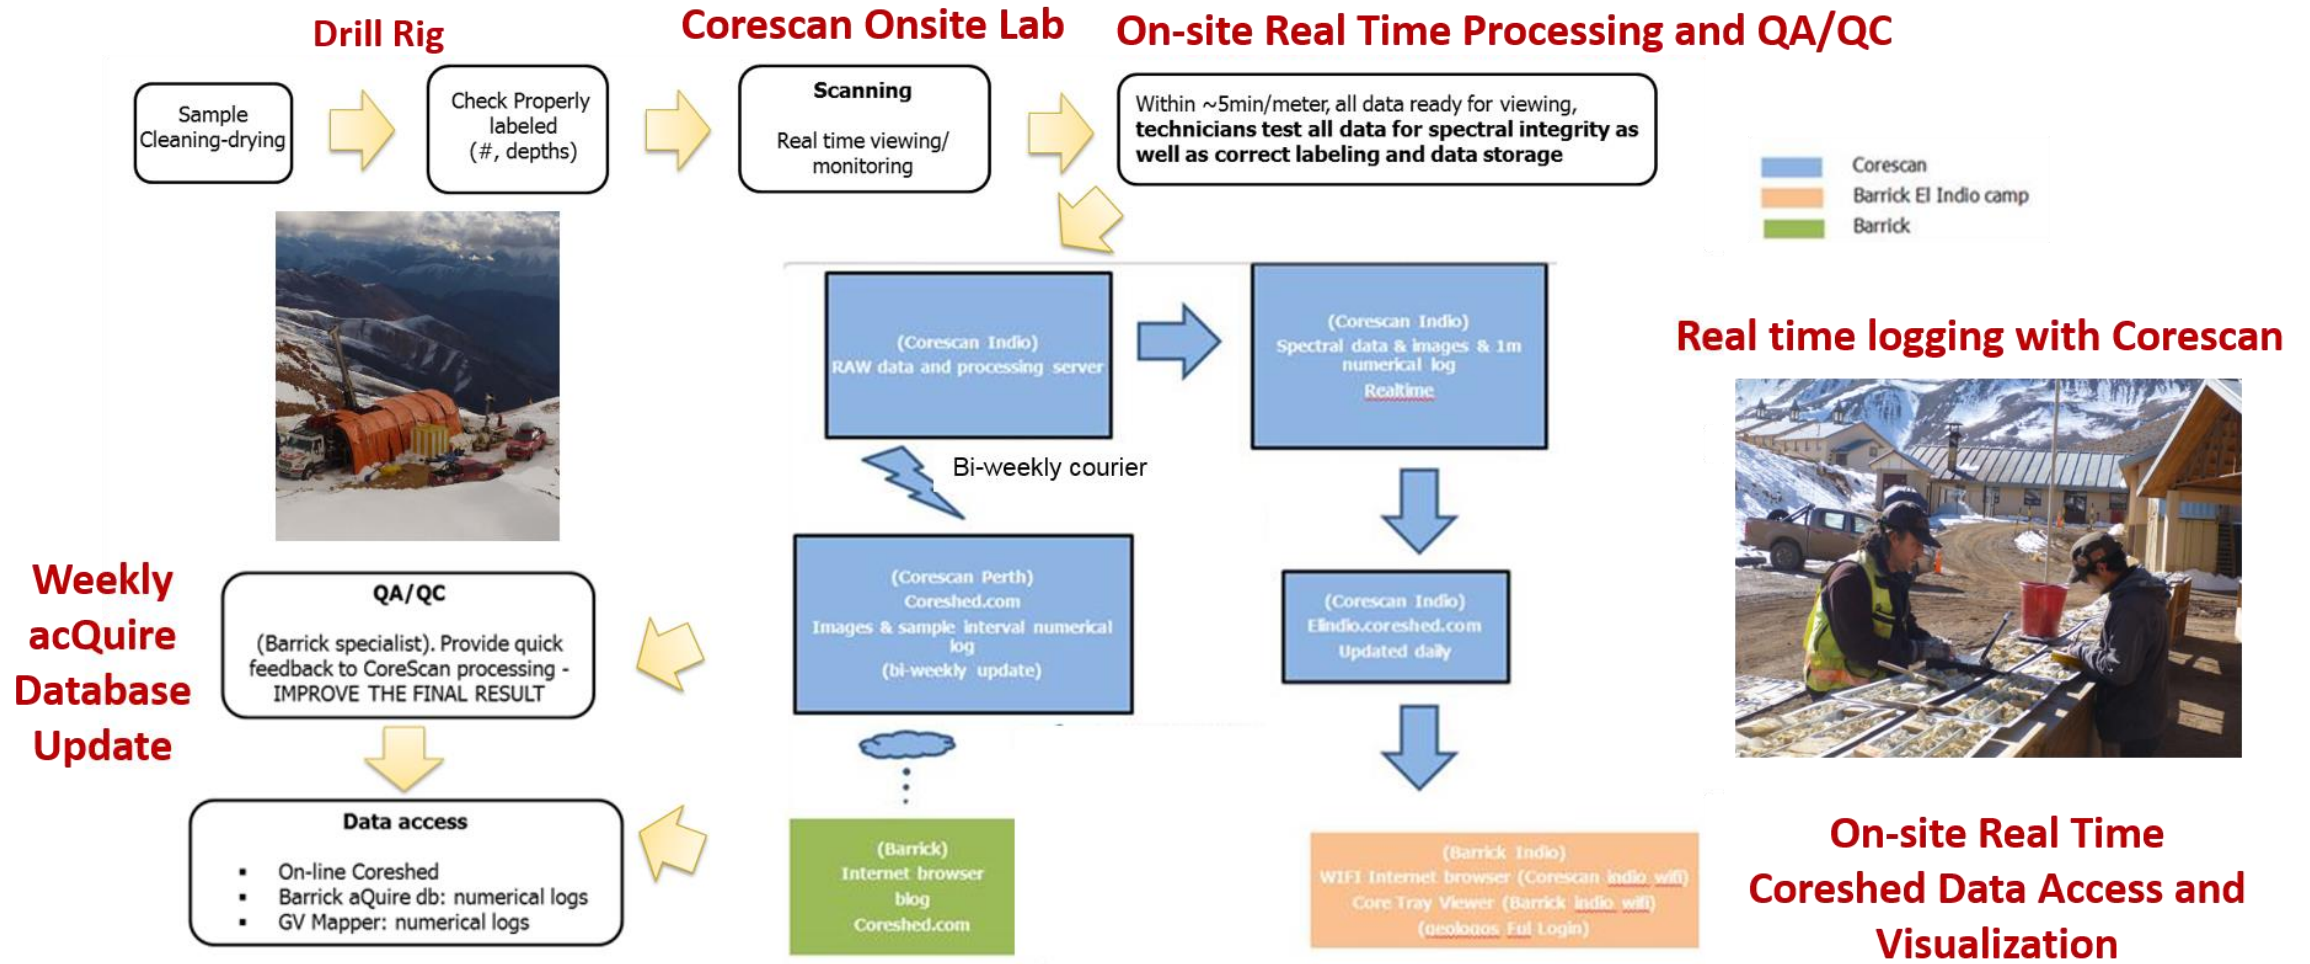 Drill Rig
Corescan Onsite Lab
On-site Real Time Processing and QA/QC
Sample
Cleaning-drying
Check Properly
labeled
(#, depths)
Scanning
Real time viewing/
monitoring
Within ~5min/meter, all data ready for viewing,
technicians test all data for spectral integrity as
well as correct labeling and data storage
Corescan
Barrick El Indio camp
Barrick
(Corescan Indio)
RAW data and processing server
(Corescan Indio)
Spectral data & images & 1m
numerical log
Realtime
Real time logging with Corescan
Bi-weekly courier
(Corescan Perth)
Coreshed.com
Images & sample interval numerical
log
(bi-weekly update)
(Corescan Indio)
Elindio.coreshed.com
Updated daily
Weekly
acQuire
Database
Update
QA/QC
(Barrick specialist). Provide quick
feedback to CoreScan processing -
IMPROVE THE FINAL RESULT
Data access
▪ On-line Coreshed
▪ Barrick aQuire db: numerical logs
▪ GV Mapper: numerical logs
(Barrick)
Internet browser
blog
Coreshed.com
(Barrick Indio)
WIFI Internet browser (Corescan indio wifi)
Core Tray Viewer (Barrick indio wifi)
(geologos Ful Login)
On-site Real Time
Coreshed Data Access and
Visualization